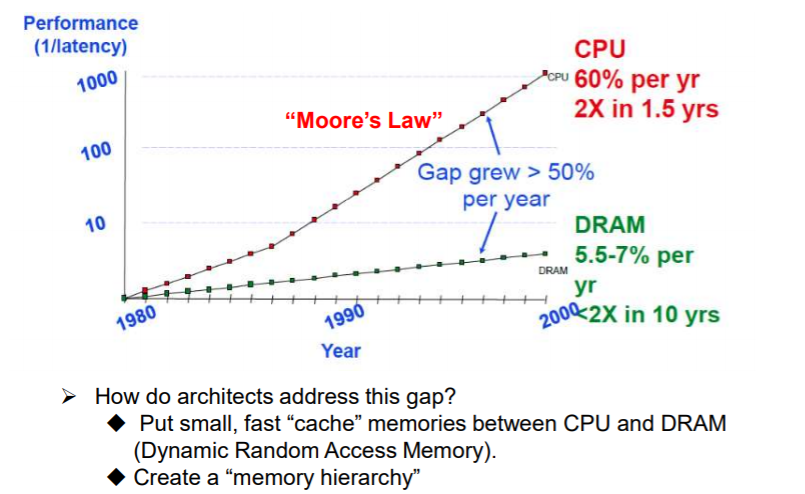 Performance
(1/latency)
1000
100
10
"Moore's Law"
CPU
CPU
60% per yr
2X in 1.5 yrs
Gap grew > 50%
per year
DRAM
DRAM
5.5-7% per
yr
<2X in 10 yrs
1980
1990
2000
Year
➢ How do architects address this gap?
◆ Put small, fast “cache” memories between CPU and DRAM
(Dynamic Random Access Memory).
◆ Create a “memory hierarchy”